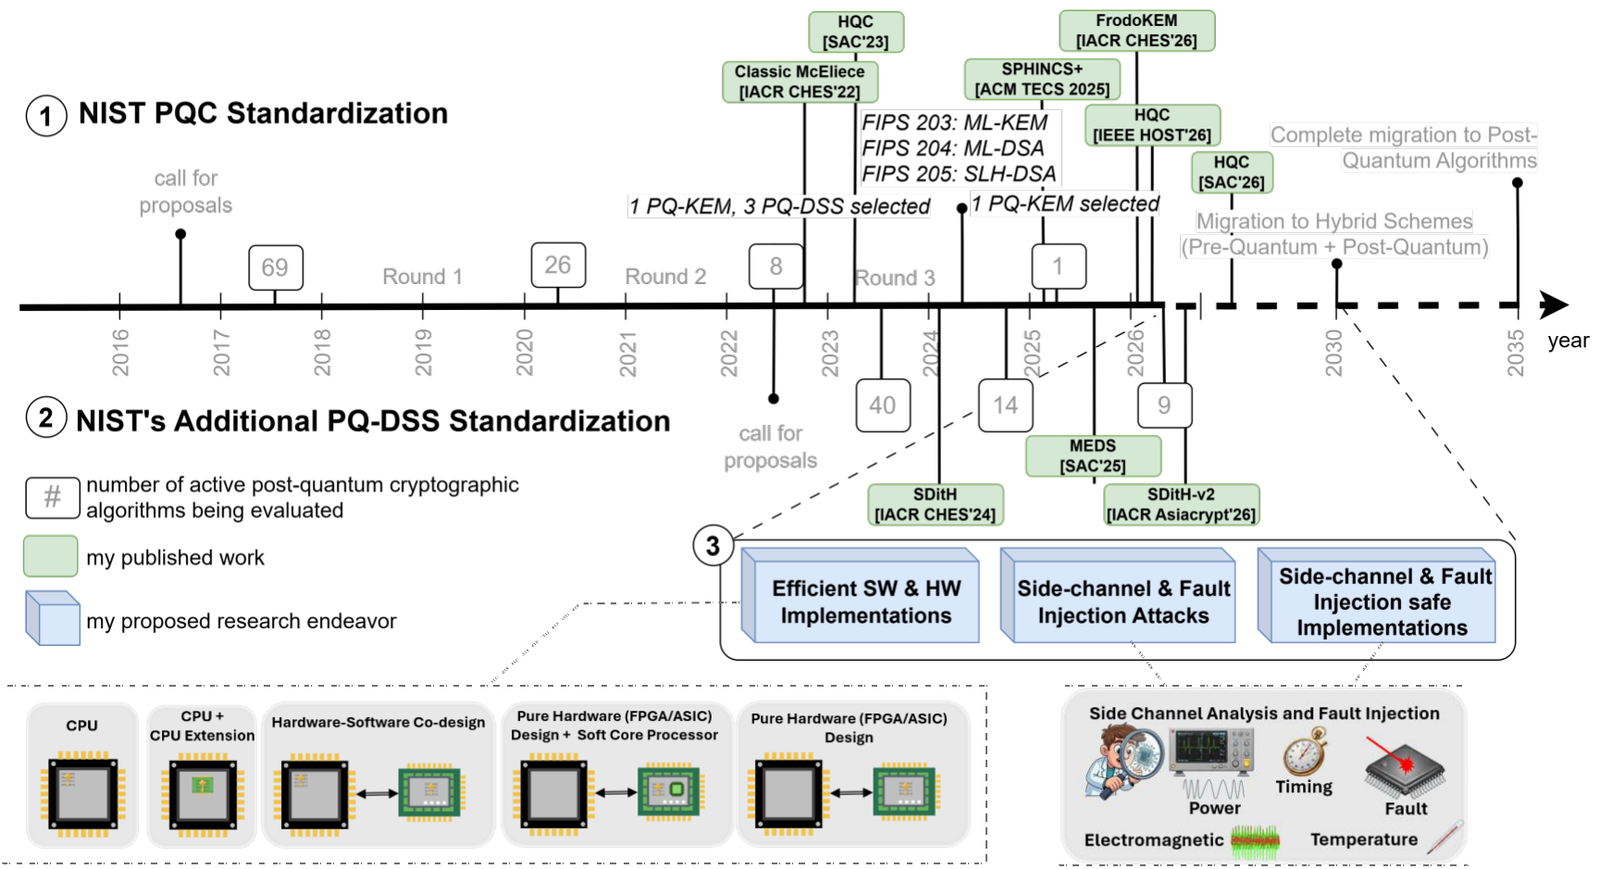 HQC
[SAC'23]
FrodoKEM
[IACR CHES'26]
Classic McEliece
[IACR CHES'22]
SPHINCS+
[ACM TECS 2025]
1
NIST PQC Standardization
HQC
[IEEE HOST'26]
FIPS 203: ML-KEM
FIPS 204: ML-DSA
FIPS 205: SLH-DSA
Complete migration to Post-
Quantum Algorithms
HQC
[SAC'26]
call for
proposals
1 PQ-KEM, 3 PQ-DSS selected
1 PQ-KEM selected
Migration to Hybrid Schemes
(Pre-Quantum + Post-Quantum)
69
Round 1
26
Round 2
8
Round 3
1
2016
2017
2018
2019
2020
2021
2022
2023
2024
2025
2026
2030
2035
year
2
NIST's Additional PQ-DSS Standardization
call for
proposals
40
14
9
MEDS
[SAC'25]
SDitH
[IACR CHES'24]
SDitH-v2
[IACR Asiacrypt'26]
#
number of active post-quantum cryptographic
algorithms being evaluated
my published work
my proposed research endeavor
3
Efficient SW & HW
Implementations
Side-channel & Fault
Injection Attacks
Side-channel & Fault
Injection safe
Implementations
CPU
CPU +
CPU Extension
Hardware-Software Co-design
Pure Hardware (FPGA/ASIC)
Design + Soft Core Processor
Pure Hardware (FPGA/ASIC)
Design
Side Channel Analysis and Fault Injection
Power
Timing
Fault
Electromagnetic
Temperature